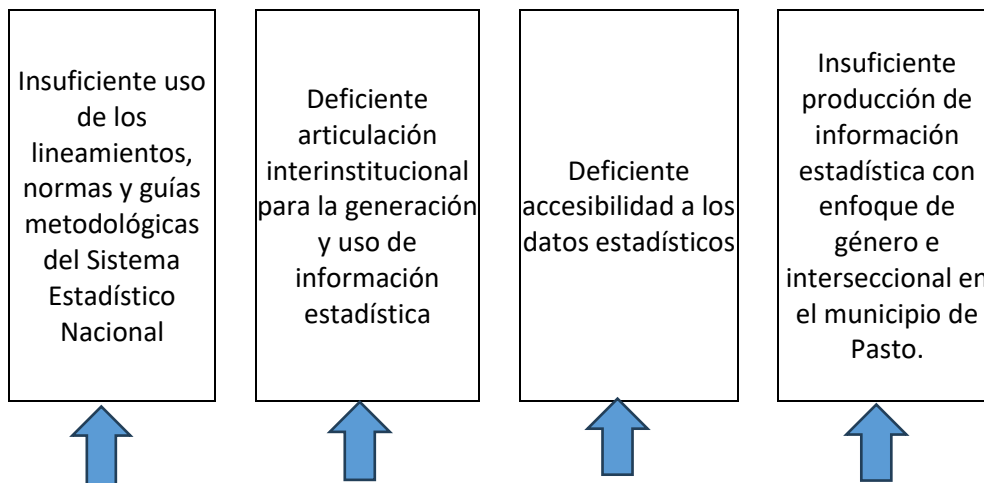 Insuficiente uso
de los
lineamientos,
normas y guías
metodológicas
del Sistema
Estadístico
Nacional
Deficiente
articulación
interinstitucional
para la generación
y uso de
información
estadística
Deficiente
accesibilidad a los
datos estadísticos
Insuficiente
producción de
información
estadística con
enfoque de
género e
interseccional en
el municipio de
Pasto.